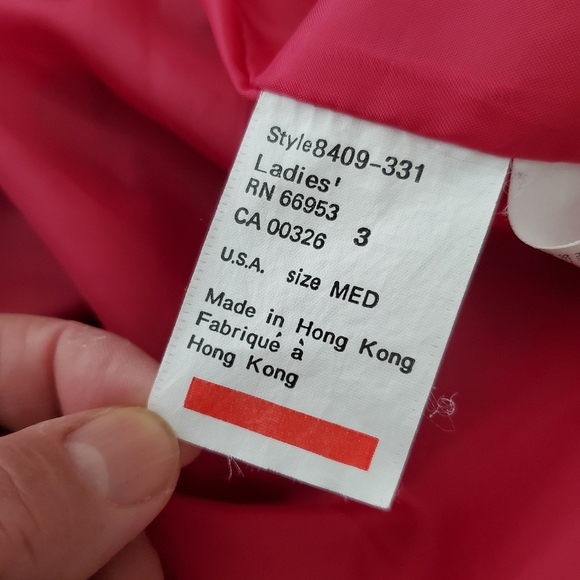 Style8409-331
Ladies'
RN 66953
CA 00326 3
U.S.A. size MED
Made in Hong Kong
Fabriqué à
Hong Kong